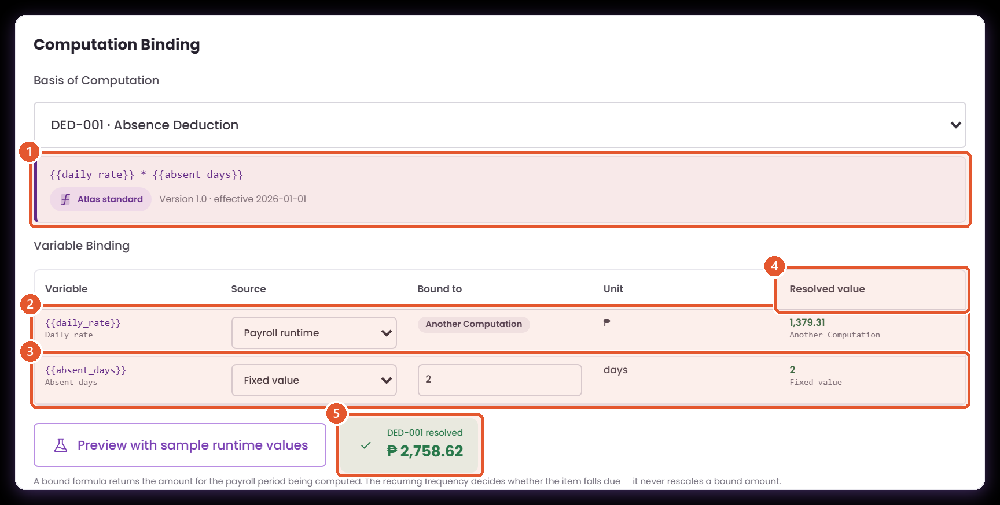 Computation Binding
Basis of Computation
DED-001 · Absence Deduction
1
{{daily_rate}} * {{absent_days}}
Atlas standard Version 1.0 · effective 2026-01-01
Variable Binding
4
Variable Source Bound to Unit Resolved value
2
{{daily_rate}} Payroll runtime Another Computation ₱ 1,379.31
Daily rate Another Computation
3
{{absent_days}} Fixed value 2 days 2
Absent days Fixed value
5
DED-001 resolved
Preview with sample runtime values ₱ 2,758.62
A bound formula returns the amount for the payroll period being computed. The recurring frequency decides whether the item falls due — it never rescales a bound amount.